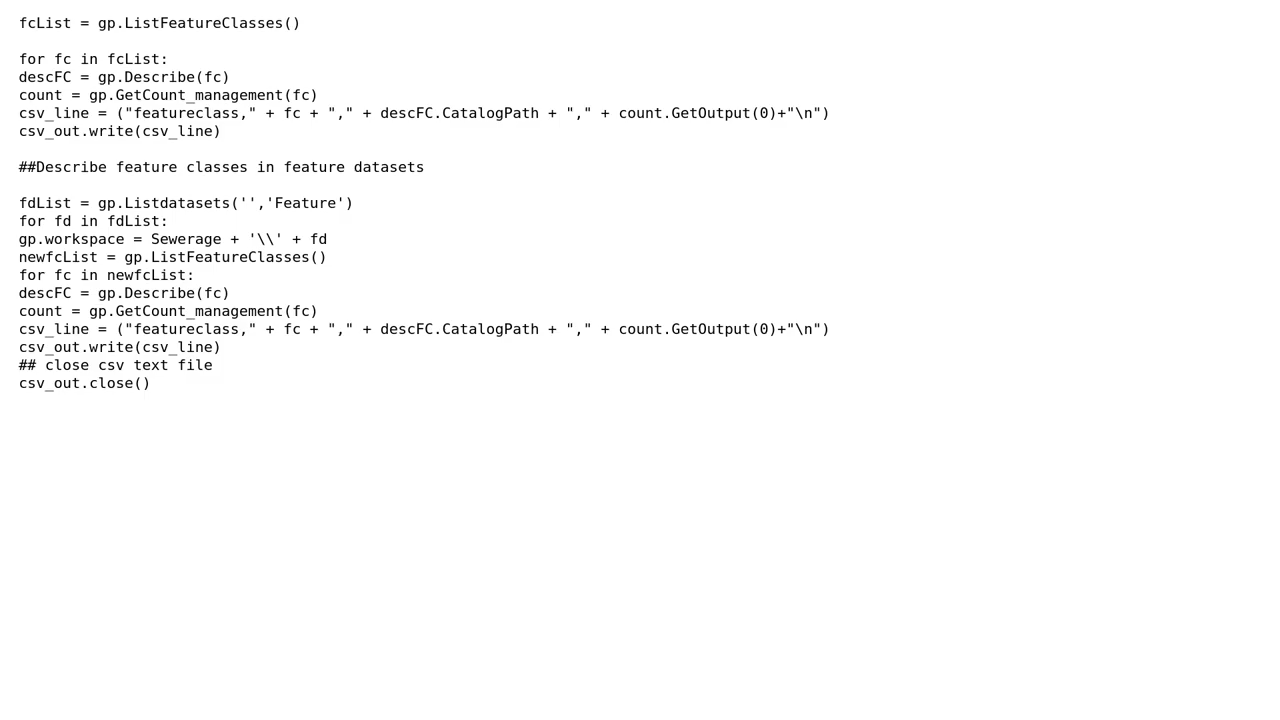 fcList = gp.ListFeatureClasses()
for fc in fcList:
descFC = gp.Describe(fc)
count = gp.GetCount_management(fc)
csv_line = ("featureclass," + fc + "," + descFC.CatalogPath + "," + count.GetOutput(0)+"\n")
csv_out.write(csv_line)
##Describe feature classes in feature datasets
fdList = gp.Listdatasets('','Feature')
for fd in fdList:
gp.workspace = Sewerage + '\\' + fd
newfcList = gp.ListFeatureClasses()
for fc in newfcList:
descFC = gp.Describe(fc)
count = gp.GetCount_management(fc)
csv_line = ("featureclass," + fc + "," + descFC.CatalogPath + "," + count.GetOutput(0)+"\n")
csv_out.write(csv_line)
## close csv text file
csv_out.close()